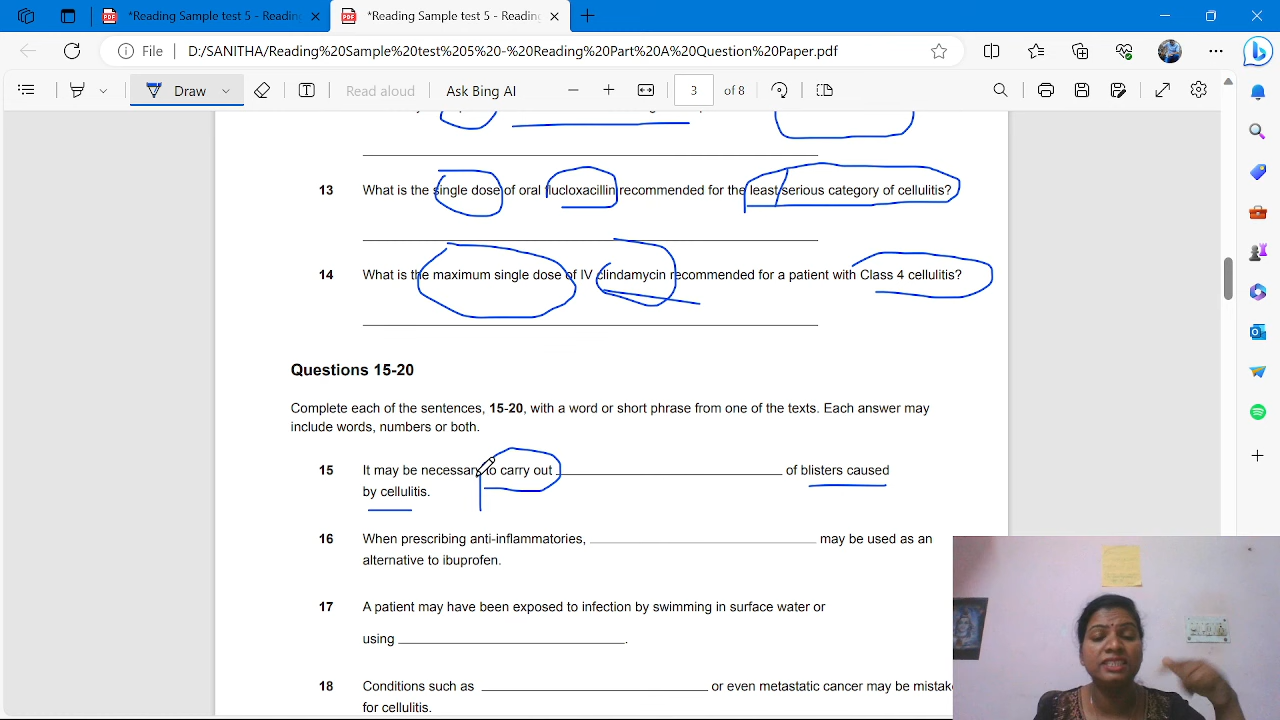 *Reading Sample test 5 - Readin
*Reading Sample test 5 - Reading
File
D:/SANITHA/Reading%20Sample%20test%205%20-%20Reding%20Part%20A%20Question%20Paper.pdf
Draw
Read aloud
Ask Bing AI
3
of 8
13 What is the single dose of oral flucloxacillin recommended for the least serious category of cellulitis?
14 What is the maximum single dose of IV clindamycin recommended for a patient with Class 4 cellulitis?
Questions 15-20
Complete each of the sentences, 15-20, with a word or short phrase from one of the texts. Each answer may
include words, numbers or both.
15 It may be necessary to carry out ______ of blisters caused
by cellulitis.
16 When prescribing anti-inflammatories, ______ may be used as an
alternative to ibuprofen.
17 A patient may have been exposed to infection by swimming in surface water or
using ______.
18 Conditions such as ______ or even metastatic cancer may be mistak
for cellulitis.